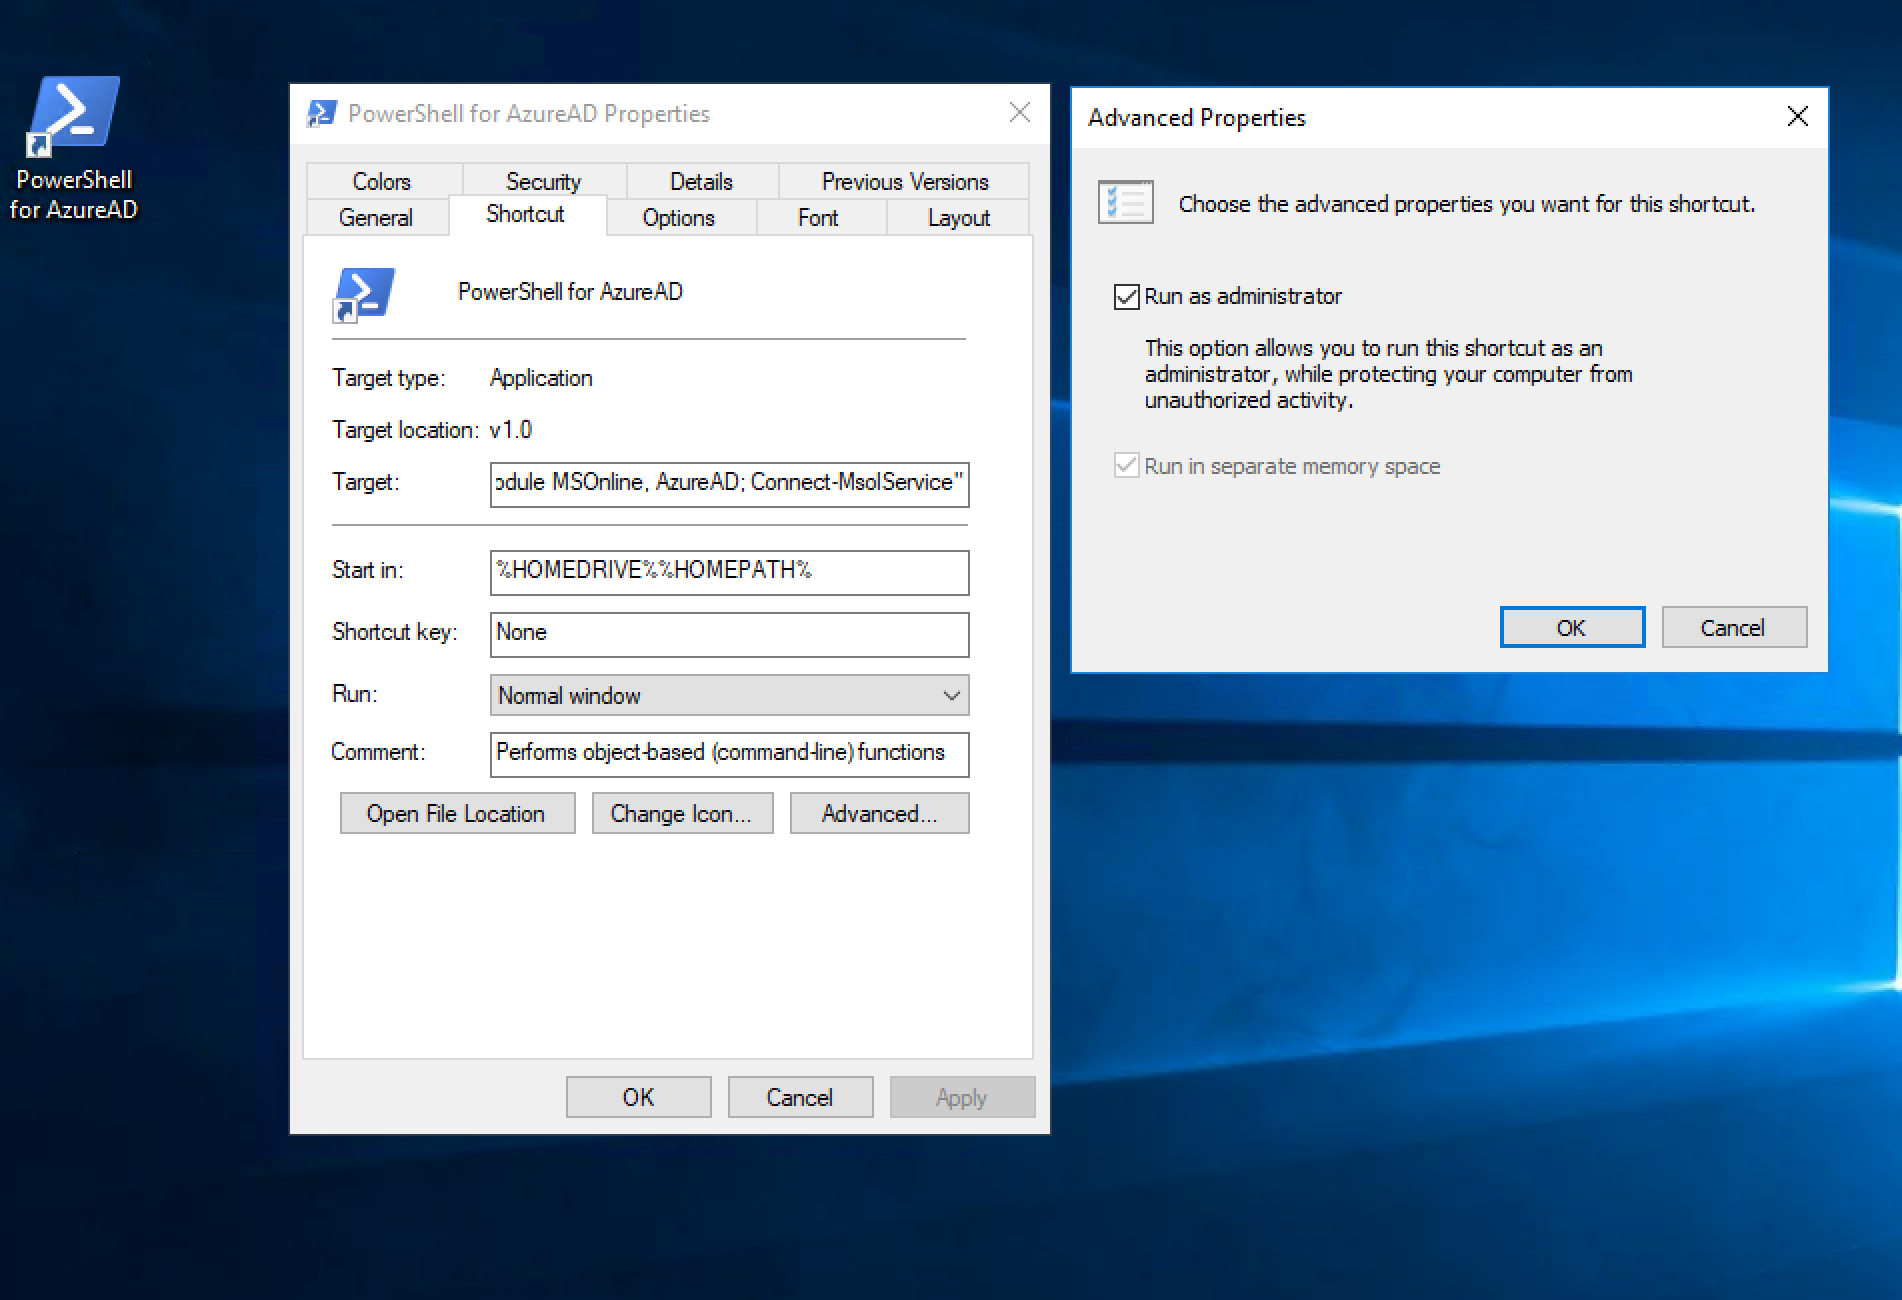 PowerShell
for AzureAD
PowerShell for AzureAD Properties
Colors
Security
Details
Previous Versions
General
Shortcut
Options
Font
Layout
PowerShell for AzureAD
Target type:
Application
Target location:
v1.0
Target:
odule MSOnline, AzureAD; Connect-MsolService"
Start in:
%HOMEDRIVE%%HOMEPATH%
Shortcut key:
None
Run:
Normal window
Comment:
Performs object-based (command-line) functions
Open File Location
Change Icon...
Advanced...
OK
Cancel
Apply
Advanced Properties
Choose the advanced properties you want for this shortcut.
Run as administrator
This option allows you to run this shortcut as an
administrator, while protecting your computer from
unauthorized activity.
Run in separate memory space
OK
Cancel